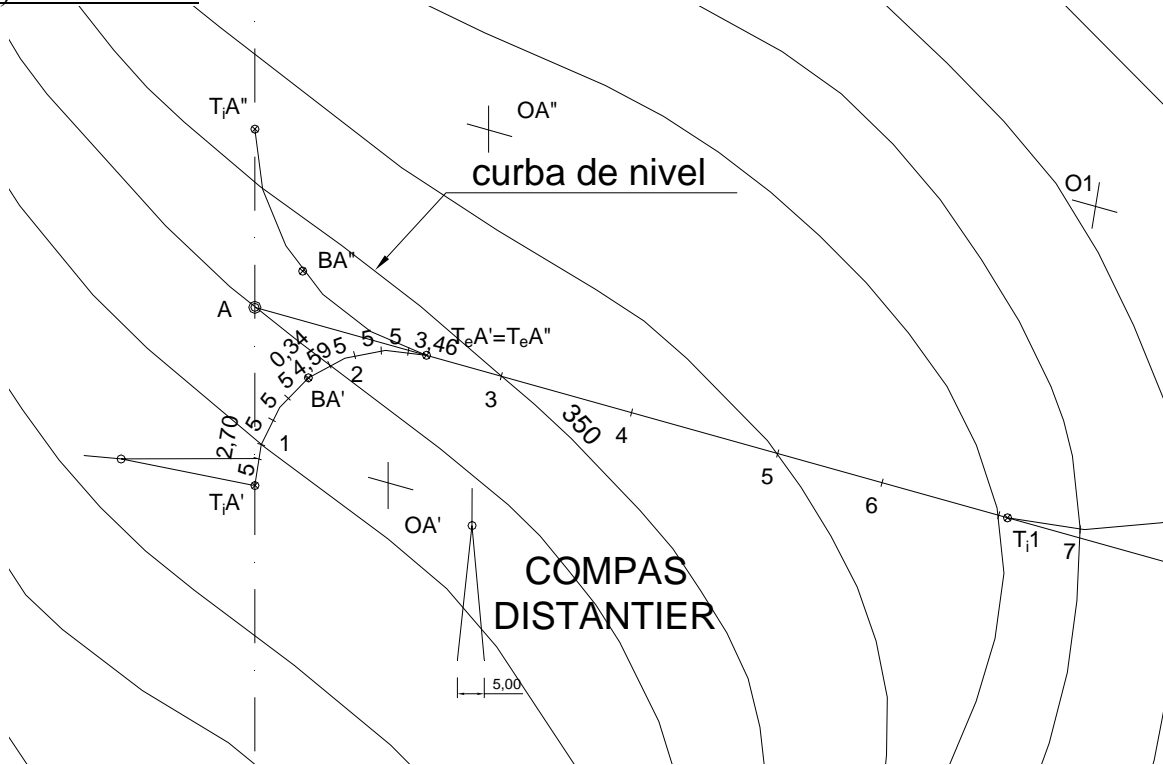 )
TᵢA"
OA"
curba de nivel
O1
BA"
A
0,34
4,59
5
5
5
3,46
TₑA'=TₑA"
2
BA'
3
350
4
5
5
5
2,70
1
5
TᵢA'
OA'
5
6
Tᵢ1
7
COMPAS
DISTANTIER
5,00